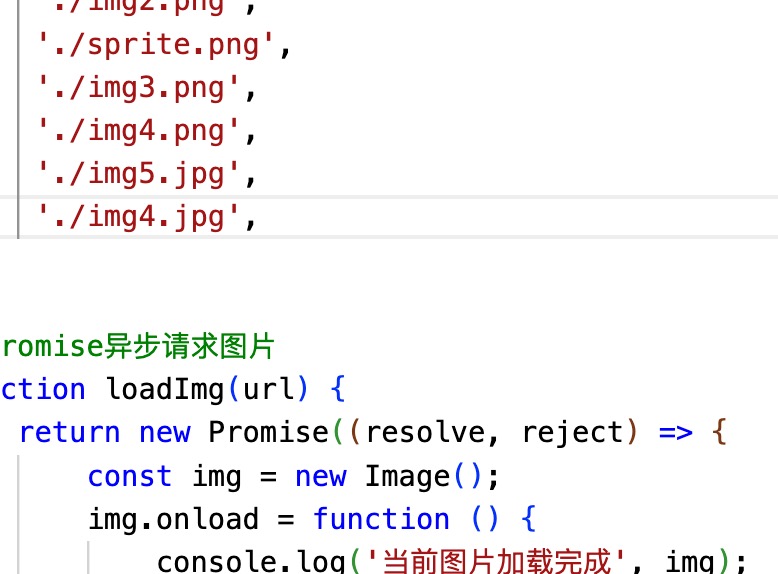 './img2.png',
'./sprite.png',
'./img3.png',
'./img4.png',
'./img5.jpg',
'./img4.jpg',
romise异步请求图片
ction loadImg(url) {
return new Promise((resolve, reject) => {
const img = new Image();
img.onload = function () {
console.log('当前图片加载完成', img);